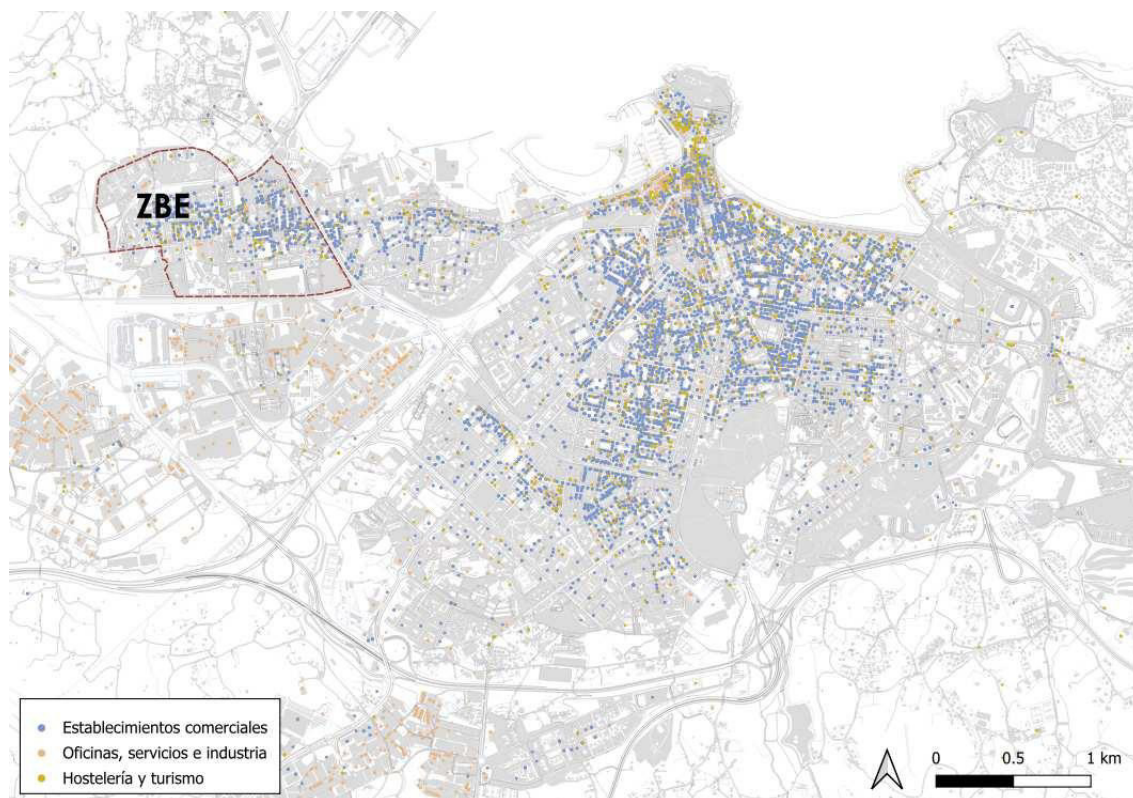 ZBE
Establecimientos comerciales
Oficinas, servicios e industria
Hostelería y turismo
0 0.5 1 km